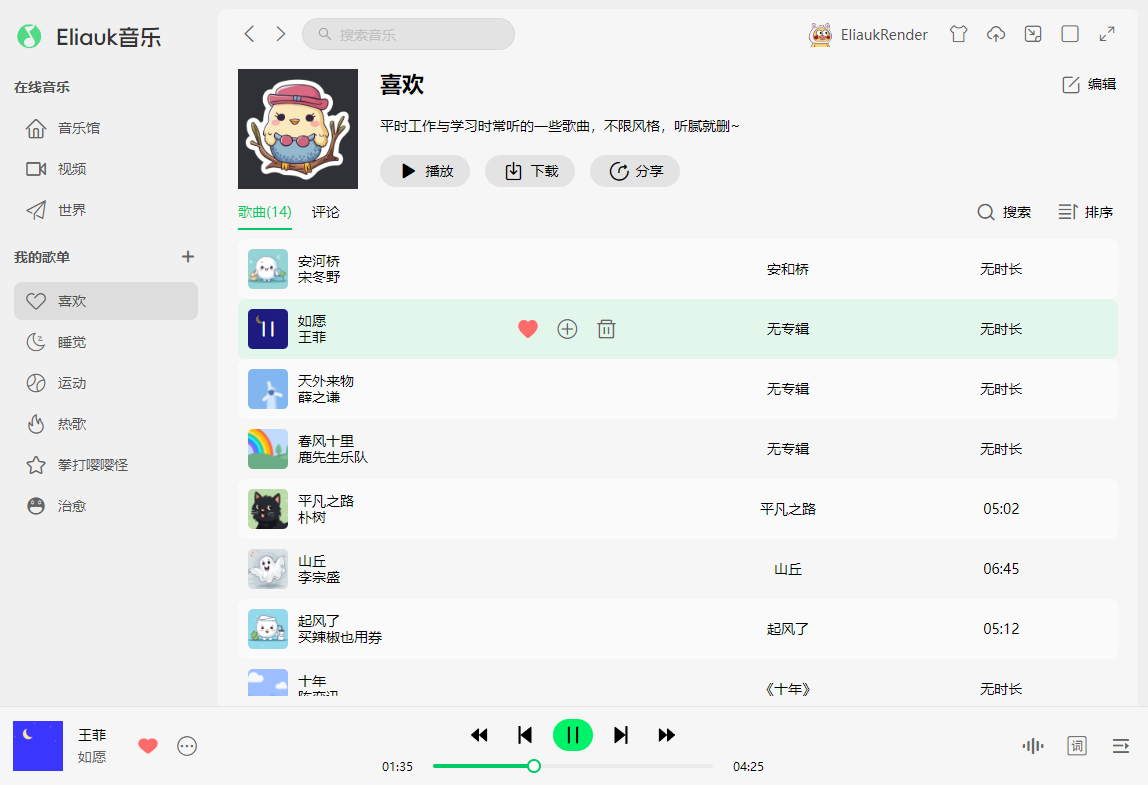 Eliauk音乐
在线音乐
音乐馆
视频
世界
我的歌单
喜欢
睡觉
运动
热歌
拳打嘤嘤怪
治愈
搜索音乐
EliaukRender
喜欢
编辑
平时工作与学习时常听的一些歌曲，不限风格，听腻就删~
播放 下载 分享
歌曲(14) 评论 搜索 排序
安河桥
宋冬野
安和桥 无时长
如愿
王菲
无专辑 无时长
天外来物
薛之谦
无专辑 无时长
春风十里
鹿先生乐队
无专辑 无时长
平凡之路
朴树
平凡之路 05:02
山丘
李宗盛
山丘 06:45
起风了
买辣椒也用券
起风了 05:12
十年
《十年》 无时长
王菲
如愿
01:35 04:25
词